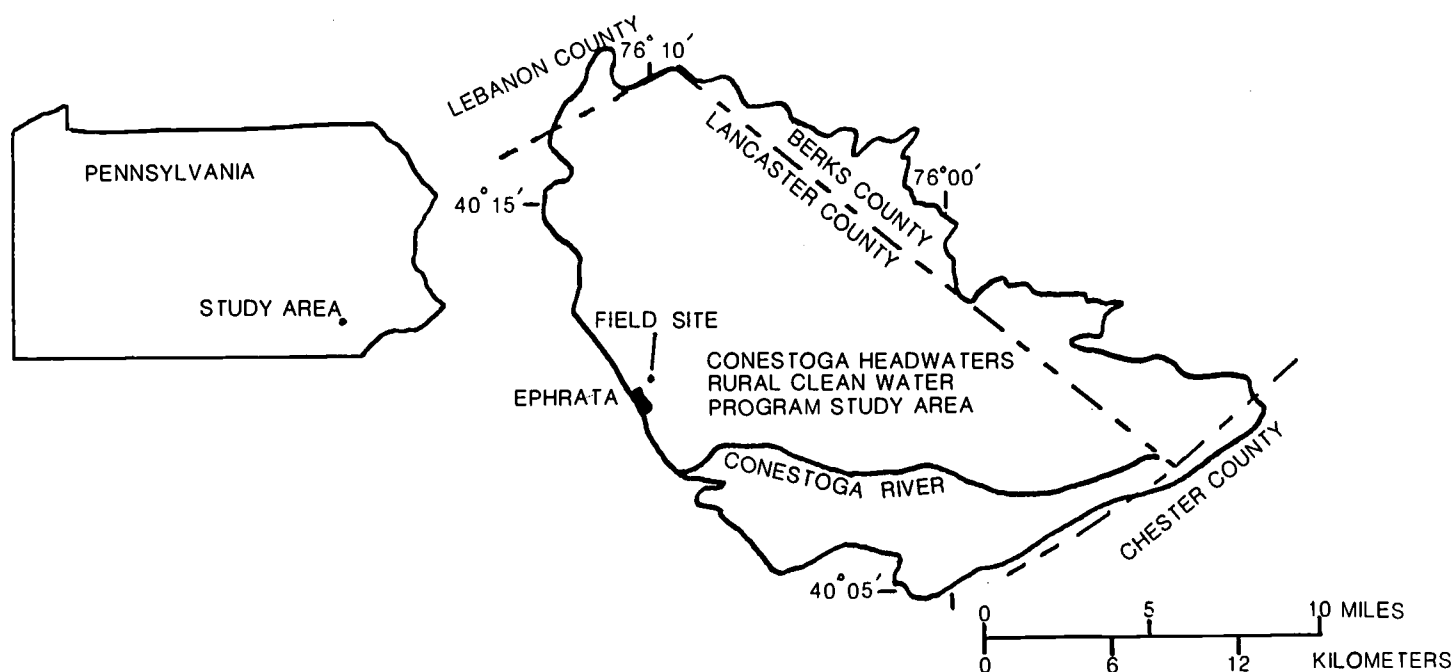 LEBANON COUNTY
76° 10′
PENNSYLVANIA
BERKS COUNTY
LANCASTER COUNTY
76°00′
40° 15′
STUDY AREA
FIELD SITE
CONESTOGA HEADWATERS
RURAL CLEAN WATER
PROGRAM STUDY AREA
EPHRATA
CONESTOGA RIVER
CHESTER COUNTY
40°05′
0 5 10 MILES
0 6 12 KILOMETERS